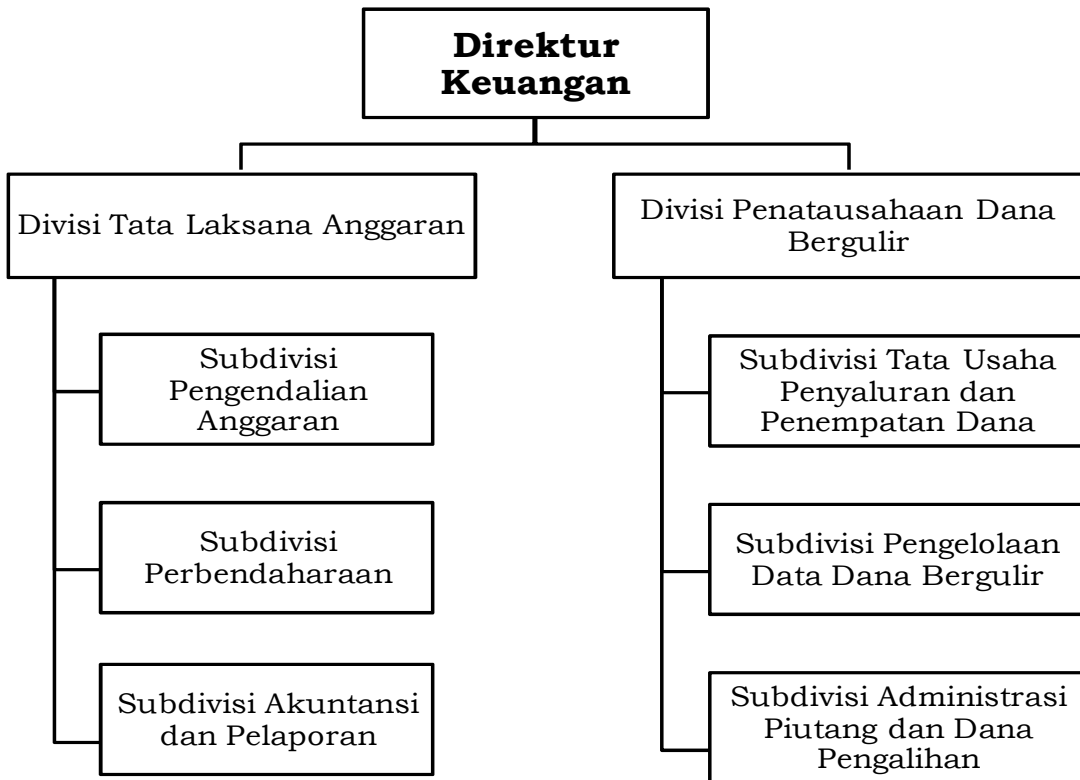 Direktur
Keuangan
Divisi Tata Laksana Anggaran
Divisi Penatausahaan Dana
Bergulir
Subdivisi
Pengendalian
Anggaran
Subdivisi
Perbendaharaan
Subdivisi Akuntansi
dan Pelaporan
Subdivisi Tata Usaha
Penyaluran dan
Penempatan Dana
Subdivisi Pengelolaan
Data Dana Bergulir
Subdivisi Administrasi
Piutang dan Dana
Pengalihan